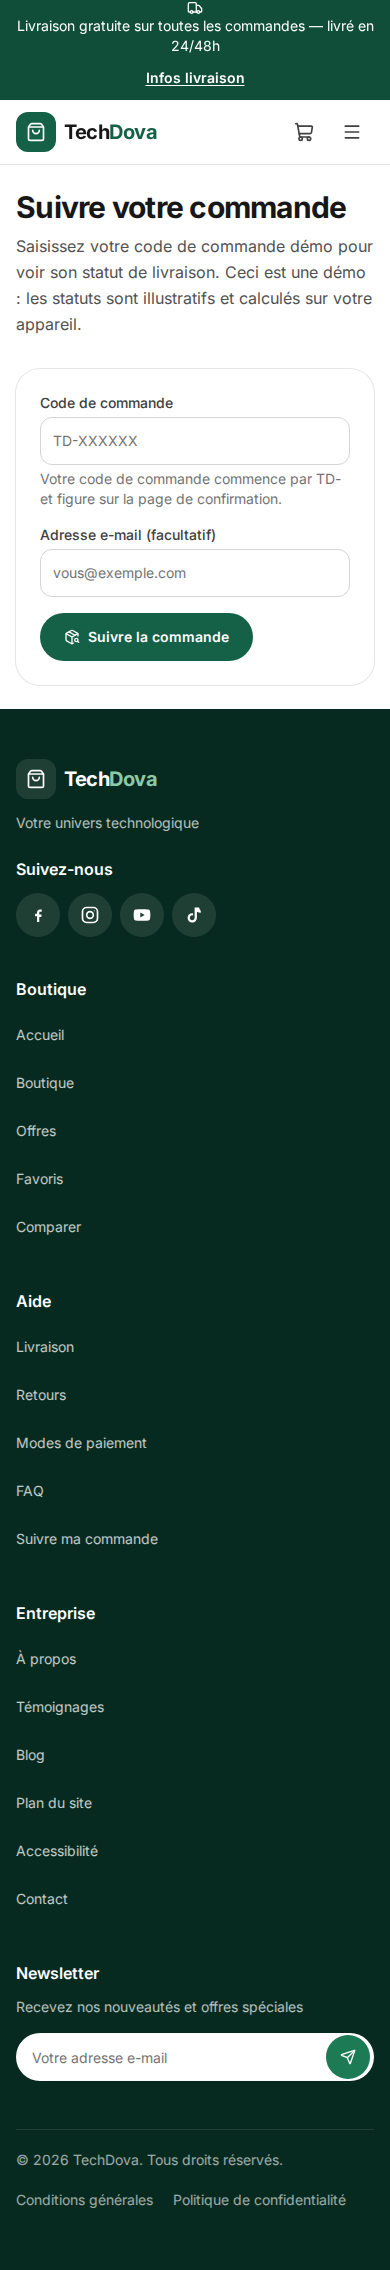 Livraison gratuite sur toutes les commandes — livré en
24/48h
Infos livraison
TechDova
Suivre votre commande
Saisissez votre code de commande démo pour
voir son statut de livraison. Ceci est une démo
: les statuts sont illustratifs et calculés sur votre
appareil.
Code de commande
TD-XXXXXX
Votre code de commande commence par TD-
et figure sur la page de confirmation.
Adresse e-mail (facultatif)
vous@exemple.com
Suivre la commande
TechDova
Votre univers technologique
Suivez-nous
Boutique
Accueil
Boutique
Offres
Favoris
Comparer
Aide
Livraison
Retours
Modes de paiement
FAQ
Suivre ma commande
Entreprise
À propos
Témoignages
Blog
Plan du site
Accessibilité
Contact
Newsletter
Recevez nos nouveautés et offres spéciales
Votre adresse e-mail
© 2026 TechDova. Tous droits réservés.
Conditions générales Politique de confidentialité